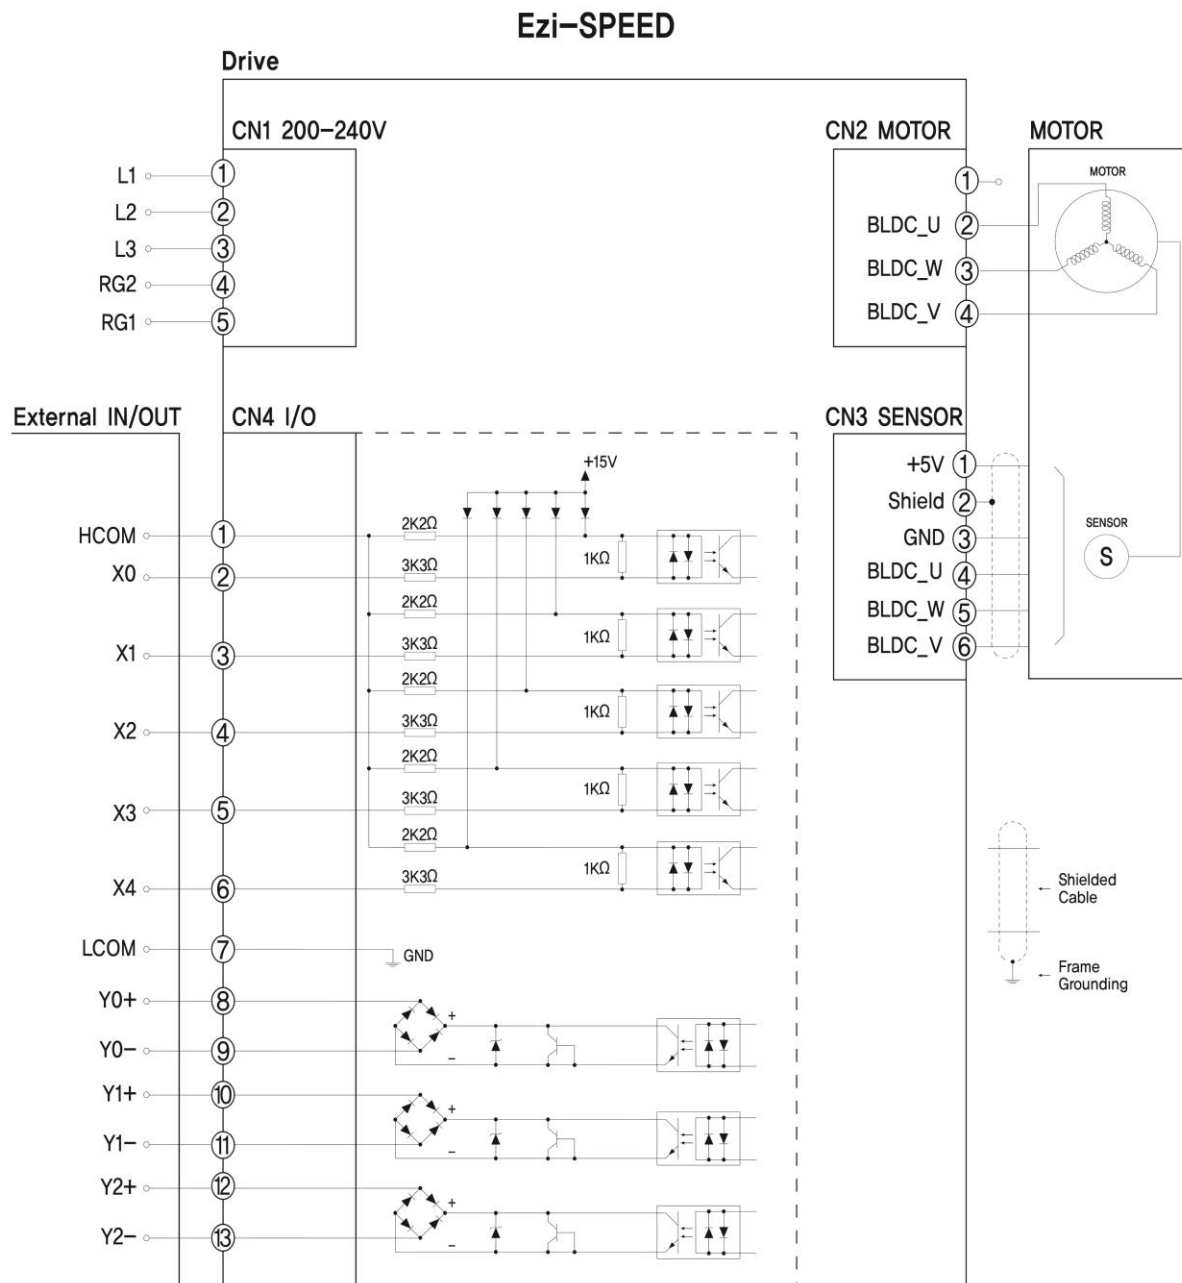 Ezi-SPEED
Drive
CN1 200-240V
L1 1
L2 2
L3 3
RG2 4
RG1 5
CN2 MOTOR
1
BLDC_U 2
BLDC_W 3
BLDC_V 4
MOTOR
MOTOR
External IN/OUT
CN4 I/O
+15V
HCOM 1 2K2Ω
1KΩ
X0 2 3K3Ω
2K2Ω
1KΩ
X1 3 3K3Ω
2K2Ω
1KΩ
X2 4 3K3Ω
2K2Ω
1KΩ
X3 5 3K3Ω
2K2Ω
1KΩ
X4 6 3K3Ω
LCOM 7 GND
Y0+ 8
+
Y0- 9 -
Y1+ 10
+
Y1- 11 -
Y2+ 12
+
Y2- 13 -
CN3 SENSOR
+5V 1
Shield 2
GND 3
BLDC_U 4
BLDC_W 5
BLDC_V 6
SENSOR
S
Shielded
Cable
Frame
Grounding